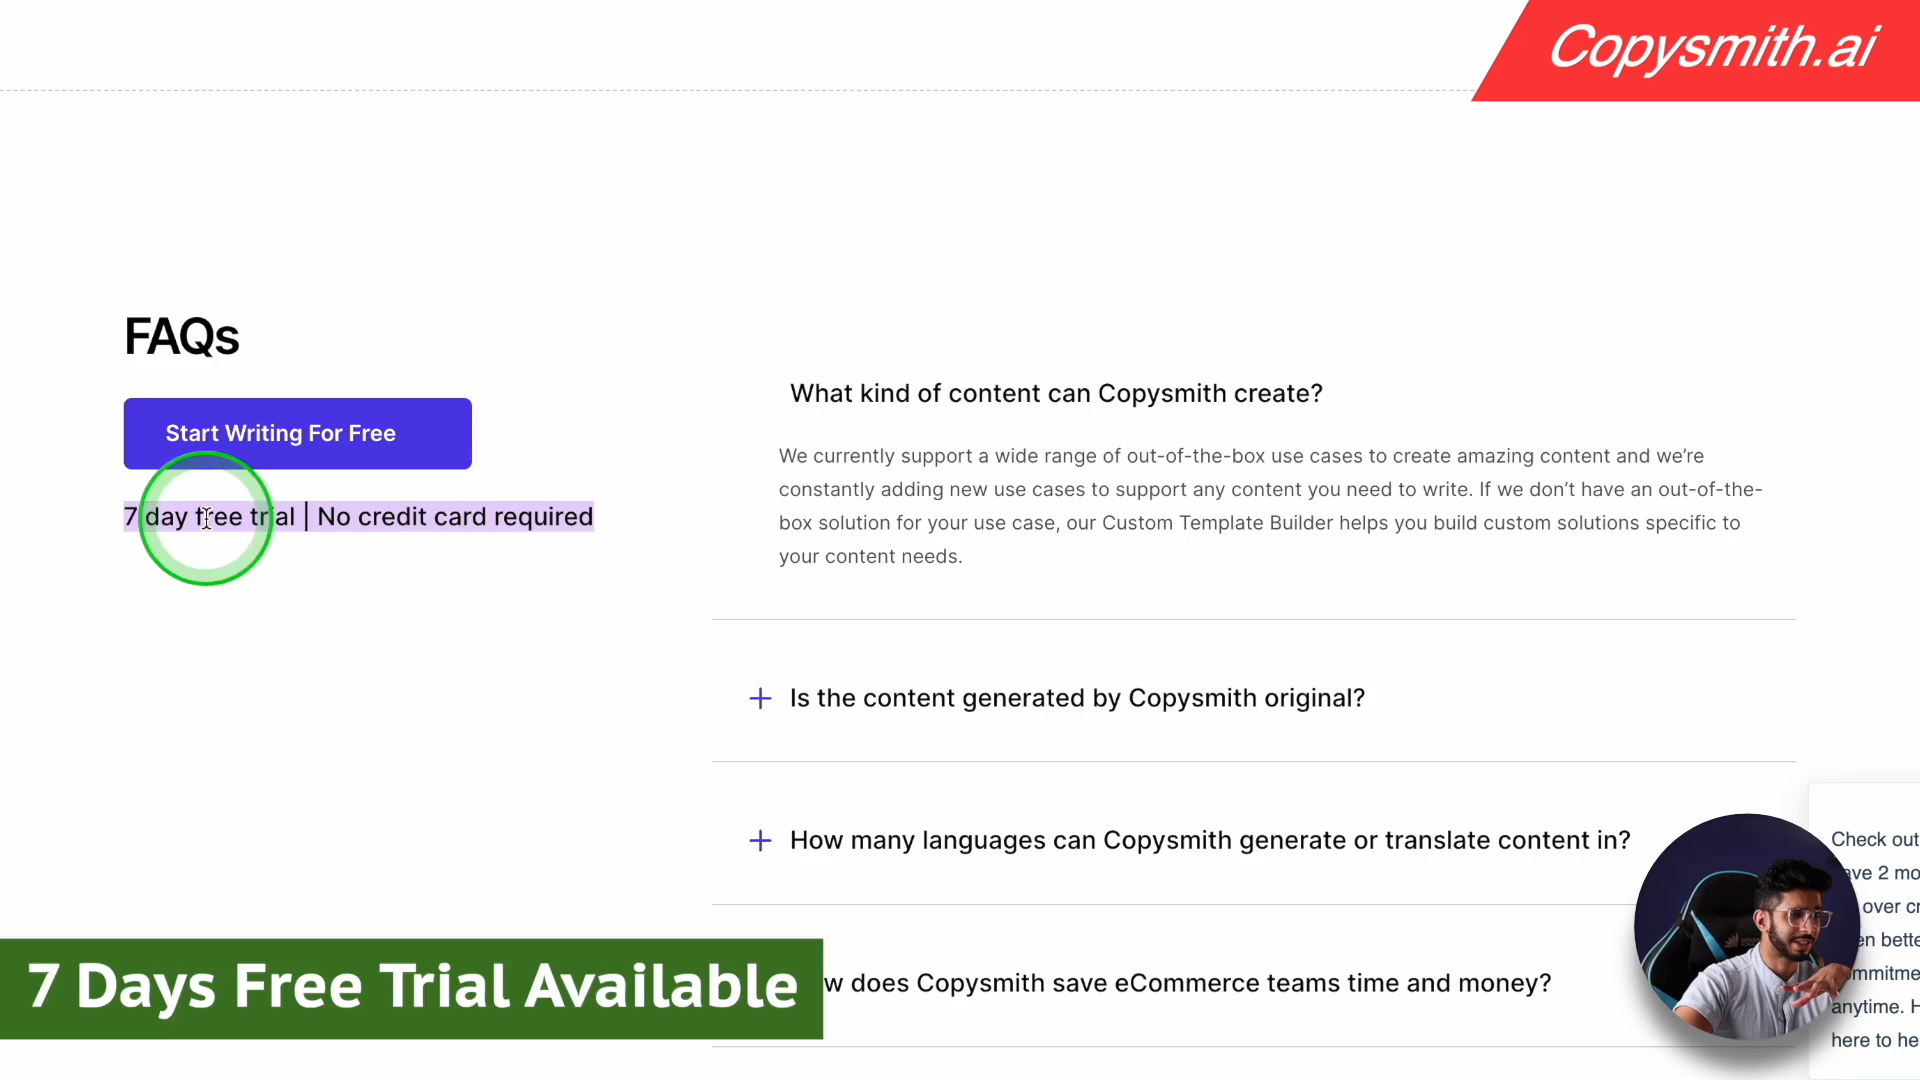 Copysmith.ai
FAQs
Start Writing For Free
7 day free trial | No credit card required
What kind of content can Copysmith create?
We currently support a wide range of out-of-the-box use cases to create amazing content and we’re
constantly adding new use cases to support any content you need to write. If we don’t have an out-of-the-
box solution for your use case, our Custom Template Builder helps you build custom solutions specific to
your content needs.
Is the content generated by Copysmith original?
How many languages can Copysmith generate or translate content in?
does Copysmith save eCommerce teams time and money?
7 Days Free Trial Available
Check out
2
over
anytime.
here to